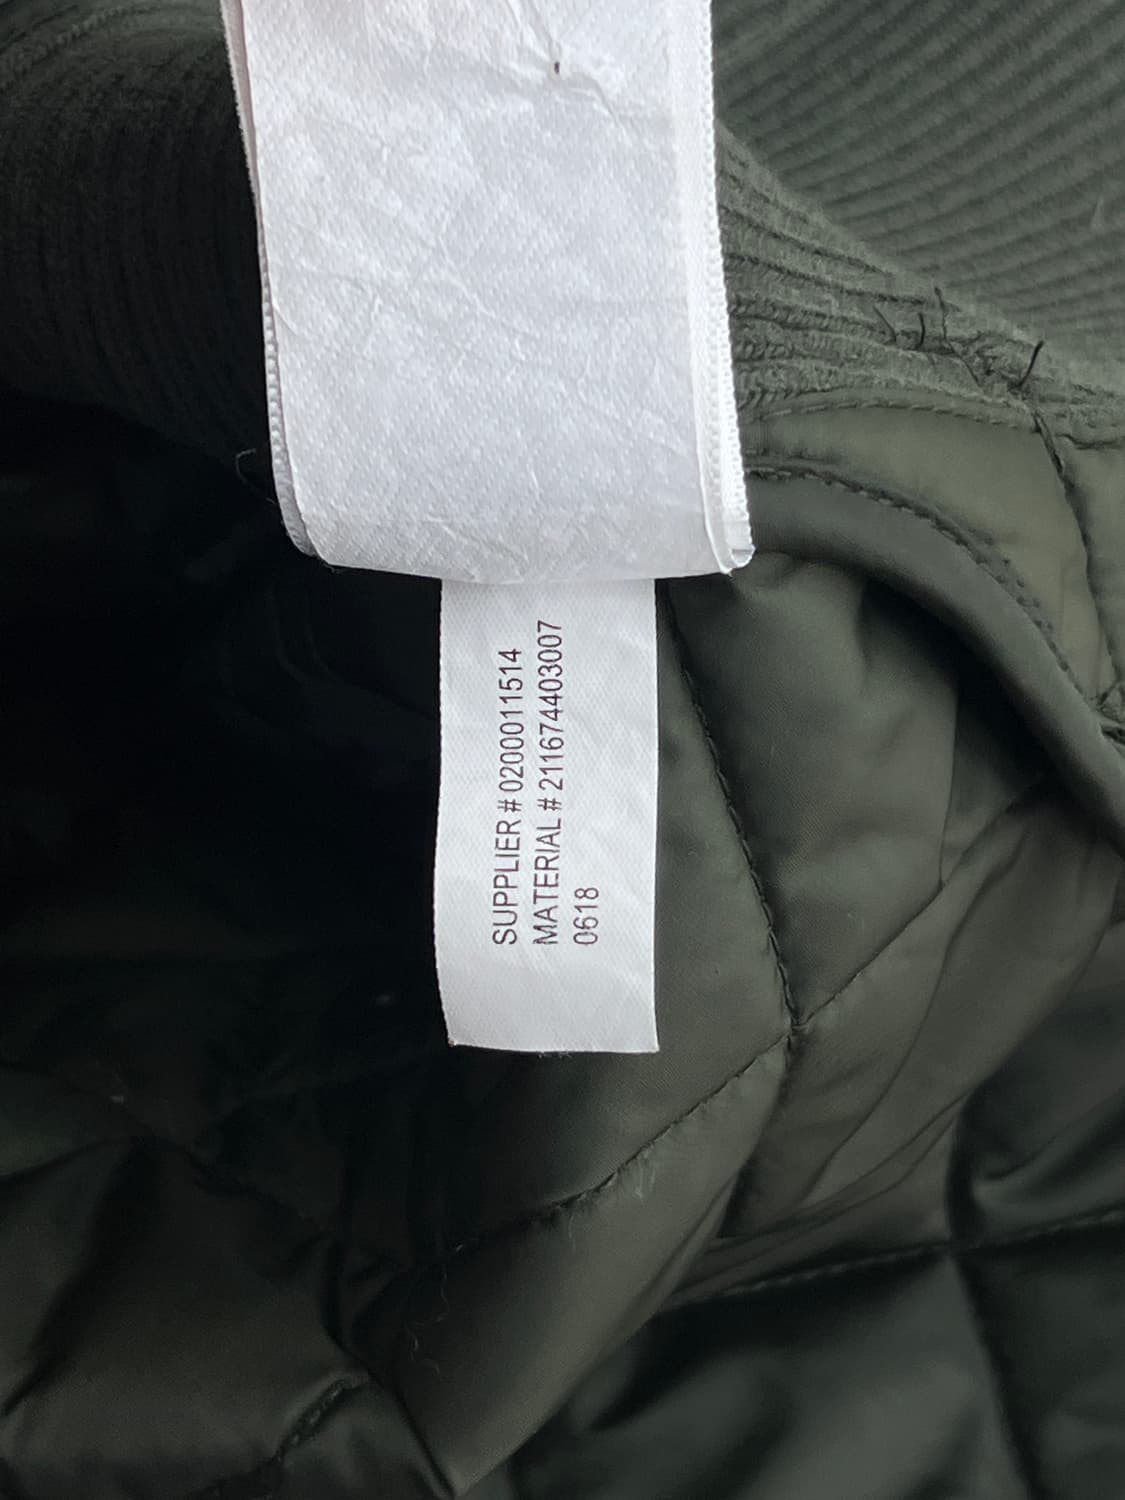 SUPPLIER # 0200011514
MATERIAL # 211674403007
0618